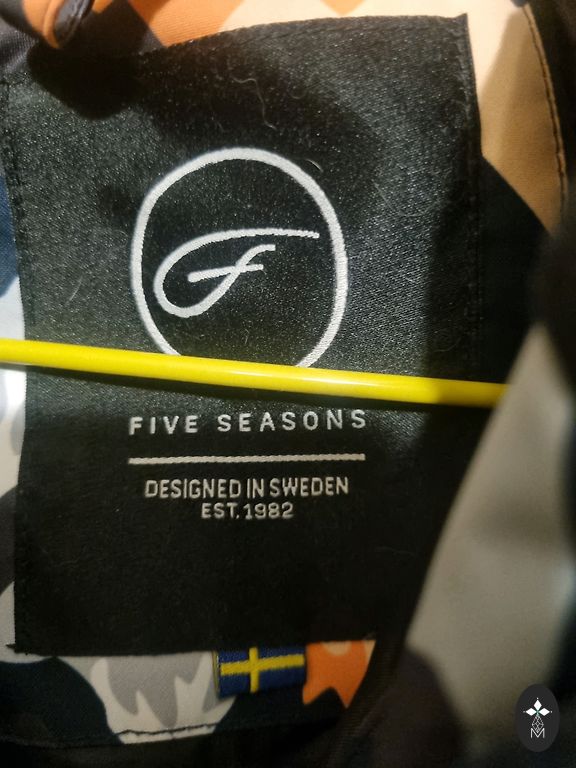 F
FIVE SEASONS
DESIGNED IN SWEDEN
EST.1982
M